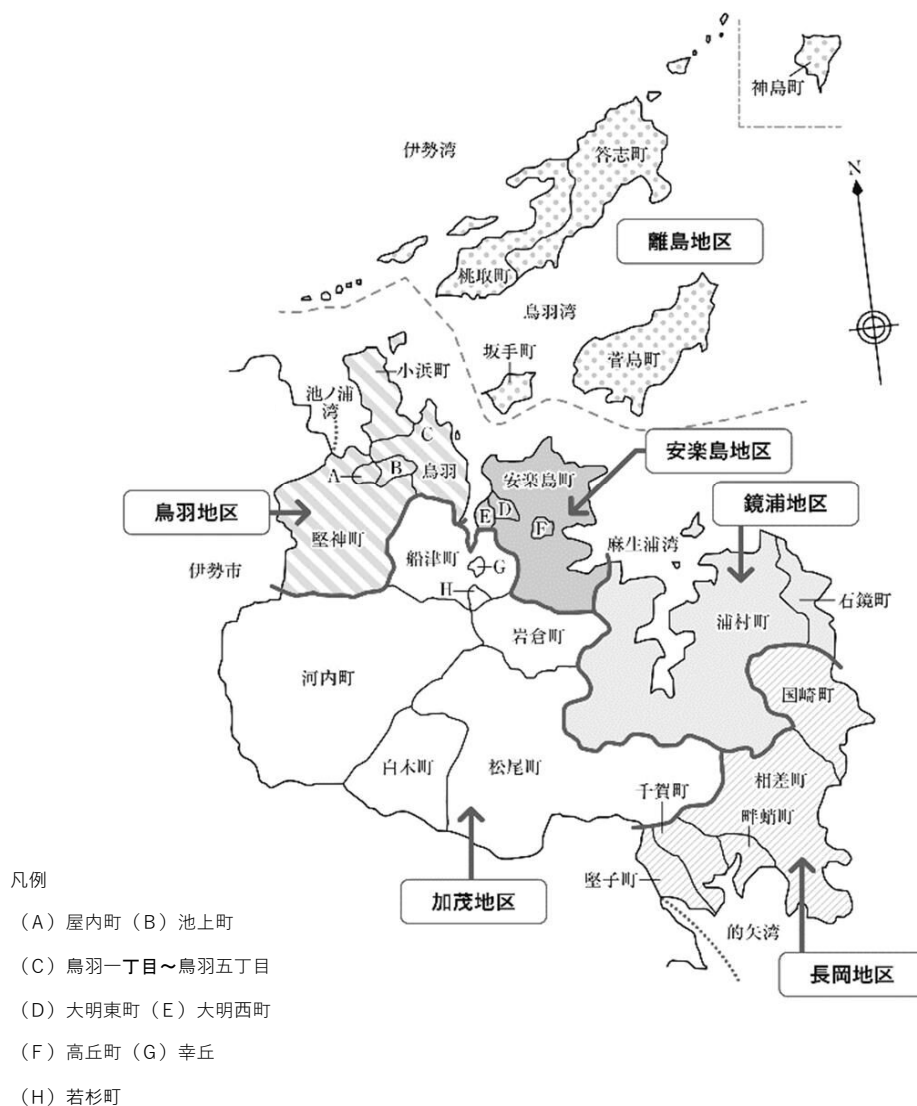 神島町
伊勢湾
答志町
離島地区
N
桃取町
鳥羽湾
坂手町
菅島町
小浜町
池ノ浦湾
C
安楽島地区
A
B
鳥羽
安楽島町
鏡浦地区
鳥羽地区
D
E
F
堅神町
麻生浦湾
船津町
伊勢市
G
石鏡町
H
浦村町
岩倉町
河内町
国崎町
白木町
松尾町
相差町
千賀町
畔蛸町
堅子町
加茂地区
的矢湾
長岡地区
凡例
（A）屋内町（B）池上町
（C）鳥羽一丁目～鳥羽五丁目
（D）大明東町（E）大明西町
（F）高丘町（G）幸丘
（H）若杉町